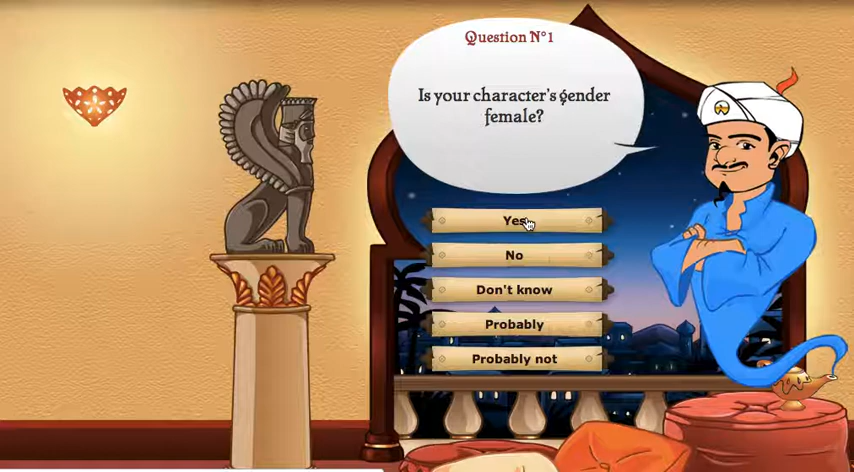 Question N°1
Is your character's gender
female?
Yes
No
Don't know
Probably
Probably not